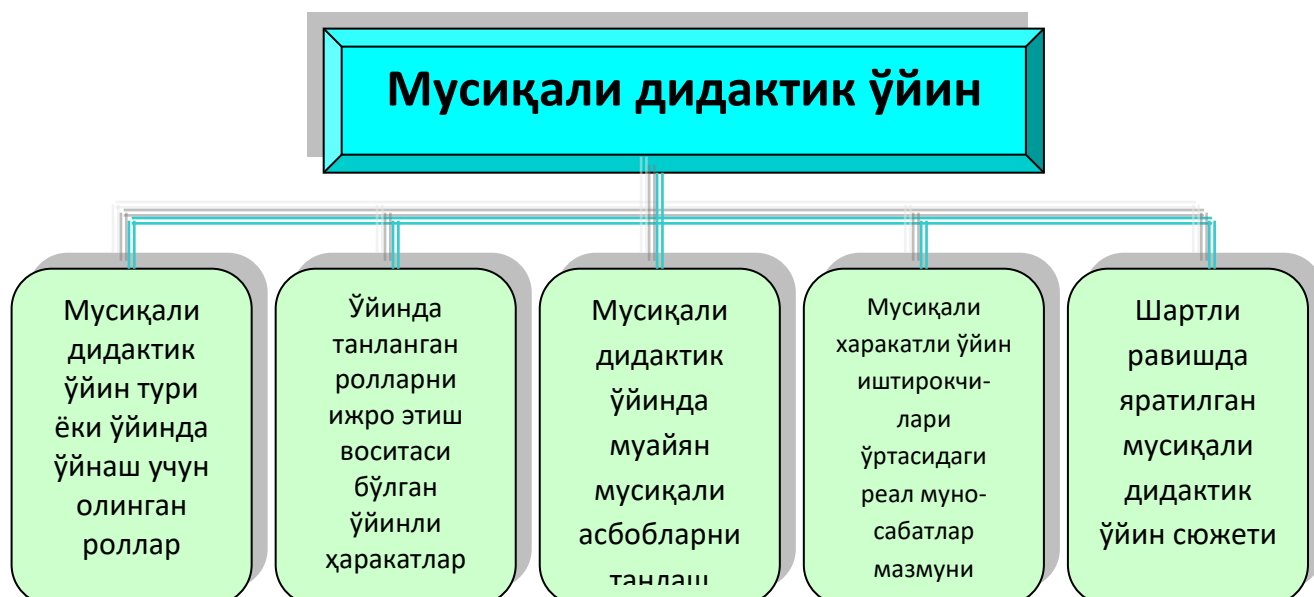 Мусиқали дидактик ўйин
Мусиқали
дидактик
ўйин тури
ёки ўйинда
ўйнаш учун
олинган
роллар
Ўйинда
танланган
ролларни
ижро этиш
воситаси
бўлган
ўйинли
ҳаракатлар
Мусиқали
дидактик
ўйинда
муайян
мусиқали
асбобларни
танлаш
Мусиқали
харакатли ўйин
иштирокчи-
лари
ўртасидаги
реал муно-
сабатлар
мазмуни
Шартли
равишда
яратилган
мусиқали
дидактик
ўйин сюжети